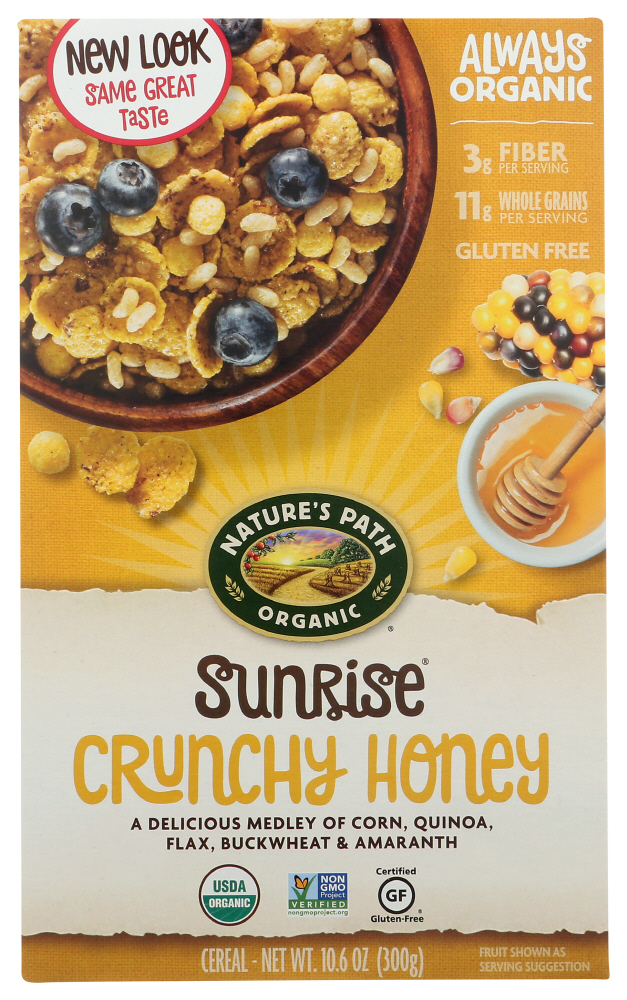 NEW LOOK
SAME GREAT
TaSTe
ALWAYS
ORGANIC
3g FIBER
PER SERVING
11g WHOLE GRAINS
PER SERVING
GLUTEN FREE
NATURE'S PATH
ORGANIC
®
SUNRiSe®
CRUNCHY HONEY
A DELICIOUS MEDLEY OF CORN, QUINOA,
FLAX, BUCKWHEAT & AMARANTH
USDA
ORGANIC
NON
GMO
Project
VERIFIED
nongmoproject.org
Certified
GF
®
Gluten-Free
CEREAL - NET WT. 10.6 OZ (300g)
FRUIT SHOWN AS
SERVING SUGGESTION